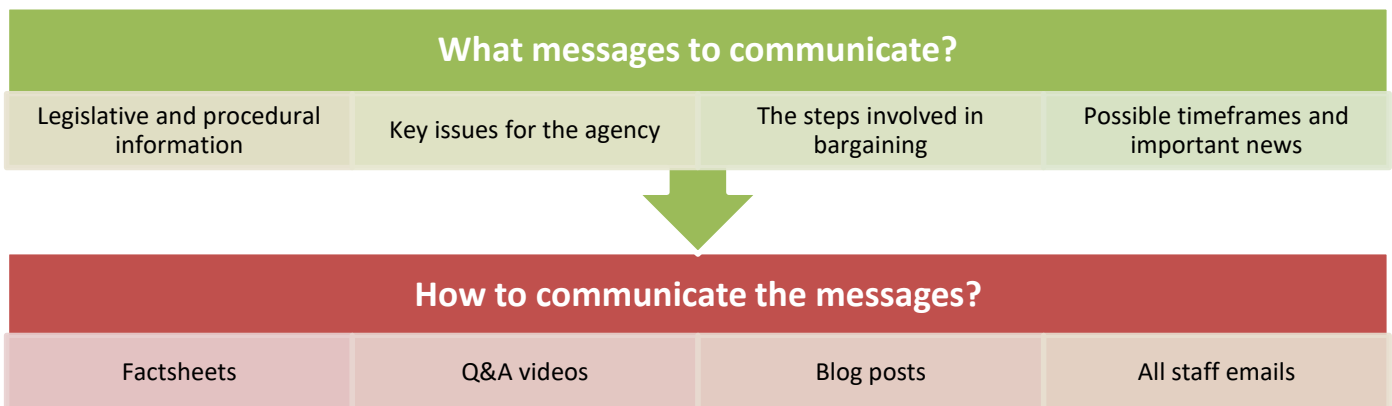 What messages to communicate?
Legislative and procedural
information
Key issues for the agency
The steps involved in
bargaining
Possible timeframes and
important news
How to communicate the messages?
Factsheets
Q&A videos
Blog posts
All staff emails